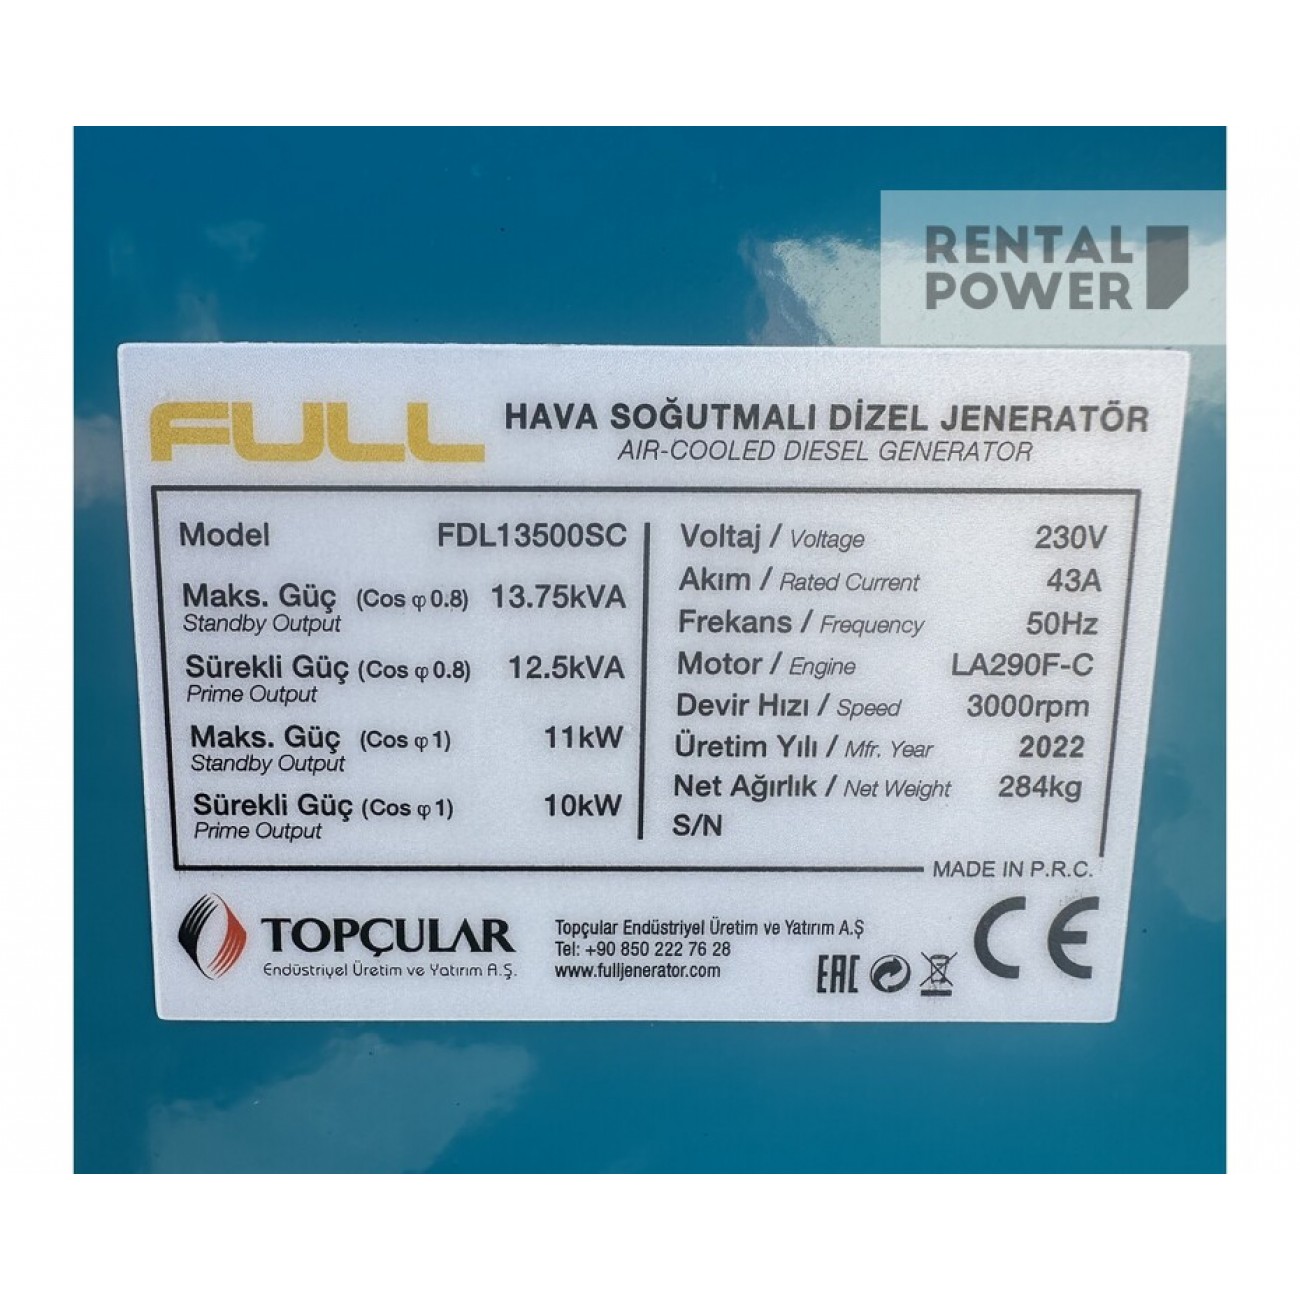 RENTAL
POWER
FULL
HAVA SOĞUTMALI DİZEL JENERATÖR
AIR-COOLED DIESEL GENERATOR
Model FDL13500SC
Maks. Güç (Cos φ 0.8) 13.75kVA
Standby Output
Sürekli Güç (Cos φ 0.8) 12.5kVA
Prime Output
Maks. Güç (Cos φ 1) 11kW
Standby Output
Sürekli Güç (Cos φ 1) 10kW
Prime Output
Voltaj / Voltage 230V
Akım / Rated Current 43A
Frekans / Frequency 50Hz
Motor / Engine LA290F-C
Devir Hızı / Speed 3000rpm
Üretim Yılı / Mfr. Year 2022
Net Ağırlık / Net Weight 284kg
S/N
MADE IN P.R.C.
TOPÇULAR
Endüstriyel Üretim ve Yatırım A.Ş.
Topçular Endüstriyel Üretim ve Yatırım A.Ş
Tel: +90 850 222 76 28
www.fulljenerator.com
EAC
CE